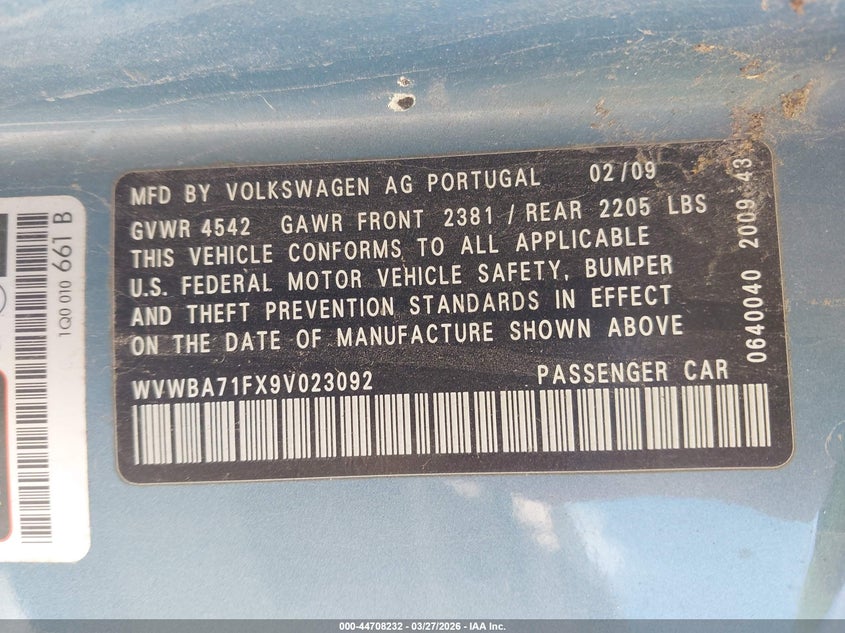 MFD BY VOLKSWAGEN AG PORTUGAL 02/09
GVWR 4542 GAWR FRONT 2381 / REAR 2205 LBS
THIS VEHICLE CONFORMS TO ALL APPLICABLE
U.S. FEDERAL MOTOR VEHICLE SAFETY, BUMPER
AND THEFT PREVENTION STANDARDS IN EFFECT
ON THE DATE OF MANUFACTURE SHOWN ABOVE
WVWBA71FX9V023092 PASSENGER CAR
0640040 2009 43
1Q0 010 661 B
000-44708232 - 03/27/2026 - IAA Inc.